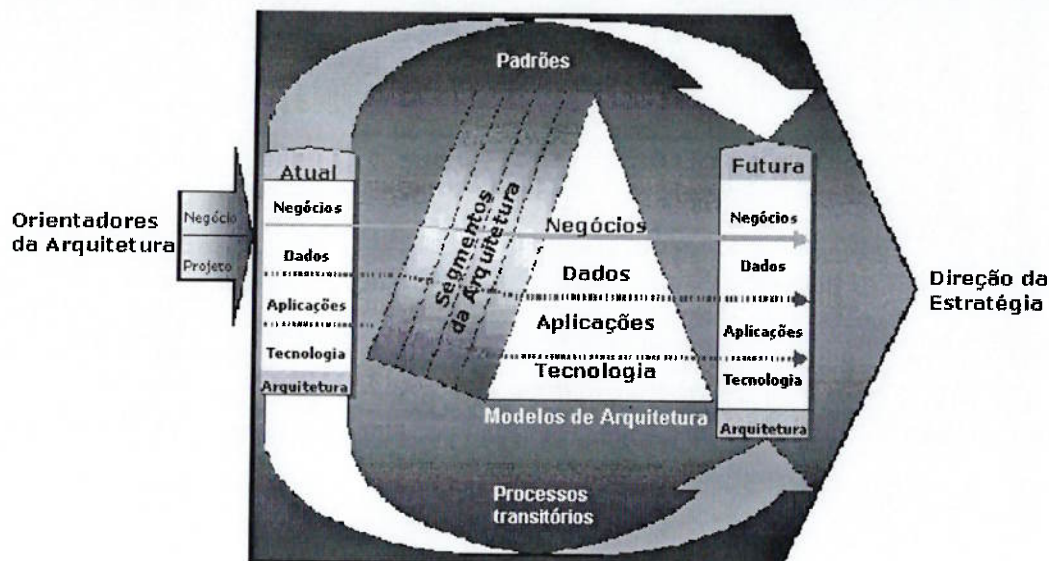 Padrões
Orientadores
da Arquitetura
Negócio
Projeto
Atual
Negócios
Dados
Aplicações
Tecnologia
Arquitetura
Segmentos
da Arquitetura
Negócios
Dados
Aplicações
Tecnologia
Modelos de Arquitetura
Futura
Negócios
Dados
Aplicações
Tecnologia
Arquitetura
Direção da
Estratégia
Processos
transitórios